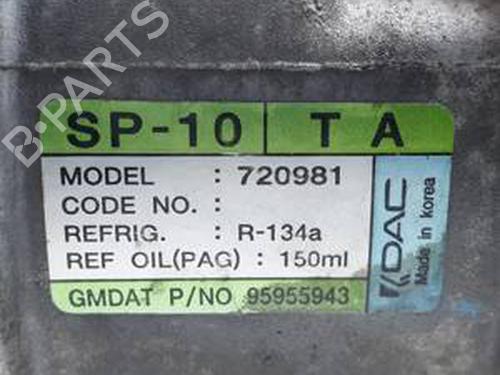 B-PARTS
SP-10 T A
MODEL : 720981
CODE NO. :
REFRIG. : R-134a
REF OIL(PAG) : 150ml
GMDAT P/NO 95955943
DAC
Made in korea